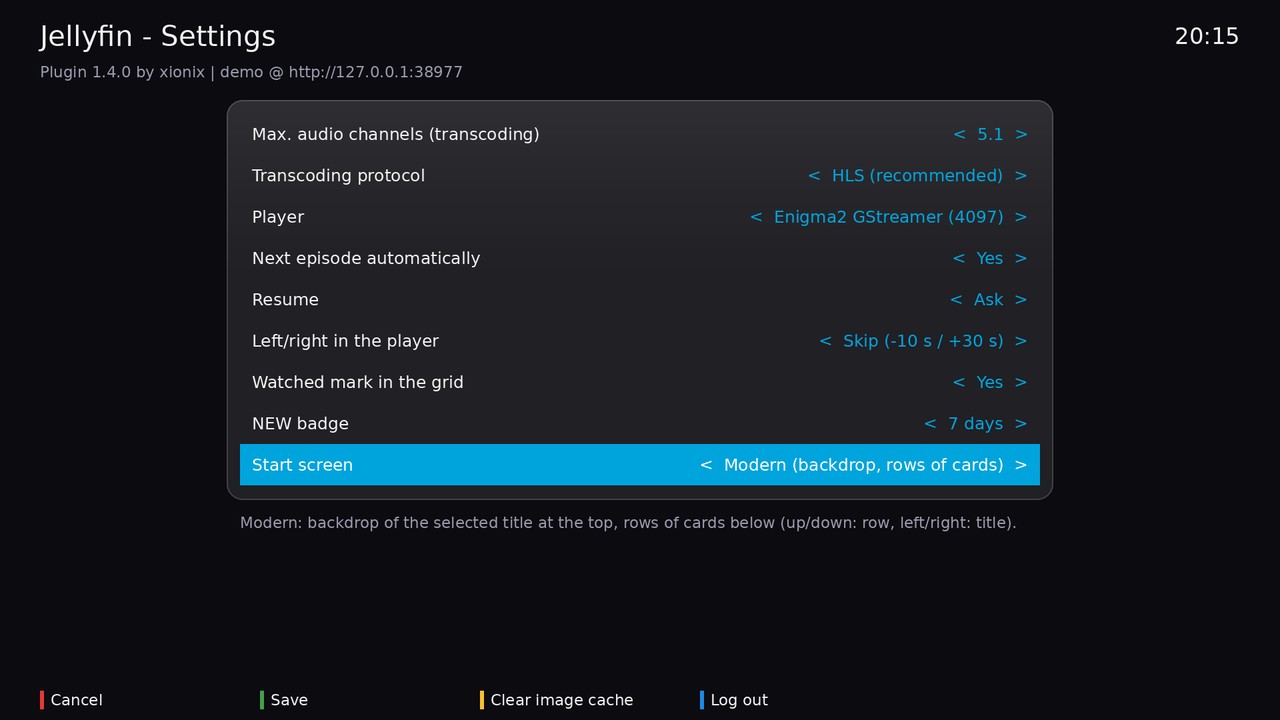 Jellyfin - Settings
20:15
Plugin 1.4.0 by xionix | demo @ http://127.0.0.1:38977
Max. audio channels (transcoding) < 5.1 >
Transcoding protocol < HLS (recommended) >
Player < Enigma2 GStreamer (4097) >
Next episode automatically < Yes >
Resume < Ask >
Left/right in the player < Skip (-10 s / +30 s) >
Watched mark in the grid < Yes >
NEW badge < 7 days >
Start screen < Modern (backdrop, rows of cards) >
Modern: backdrop of the selected title at the top, rows of cards below (up/down: row, left/right: title).
Cancel Save Clear image cache Log out